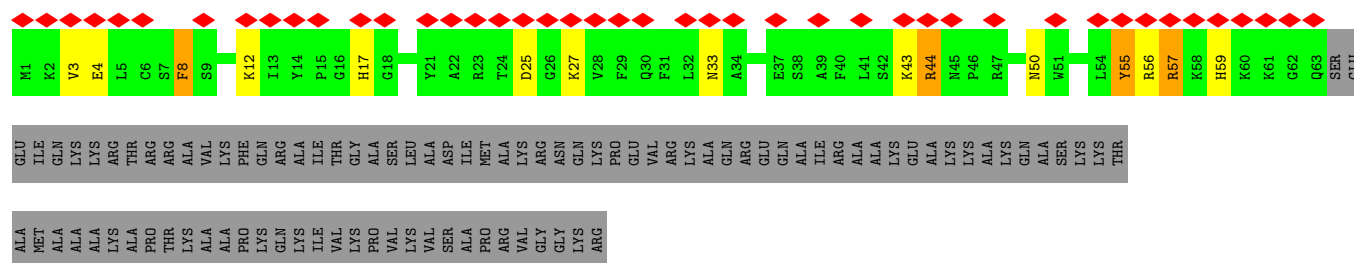 M1 K2 V3 E4 L5 C6 S7 F8 S9 K12 I13 Y14 P15 G16 H17 G18 Y21 A22 R23 T24 D25 G26 K27 V28 F29 Q30 F31 L32 N33 A34 E37 S38 A39 F40 L41 S42 K43 R44 N45 P46 R47 N50 W51 L54 Y55 R56 R57 K58 H59 K60 K61 G62 Q63 SER GLU
GLU ILE GLN LYS LYS ARG THR ARG ARG ALA VAL LYS PHE GLN ARG ALA ILE THR GLY ALA SER LEU ALA ASP ILE MET ALA LYS ARG ASN GLN LYS PRO GLU VAL ARG LYS ALA GLN ARG GLU GLN ALA ILE ARG ALA ALA LYS GLU ALA LYS LYS ALA LYS GLN ALA SER LYS LYS THR
ALA MET ALA ALA ALA LYS ALA PRO THR LYS ALA ALA PRO LYS GLN LYS ILE VAL LYS PRO VAL LYS VAL SER ALA PRO ARG VAL GLY GLY LYS ARG